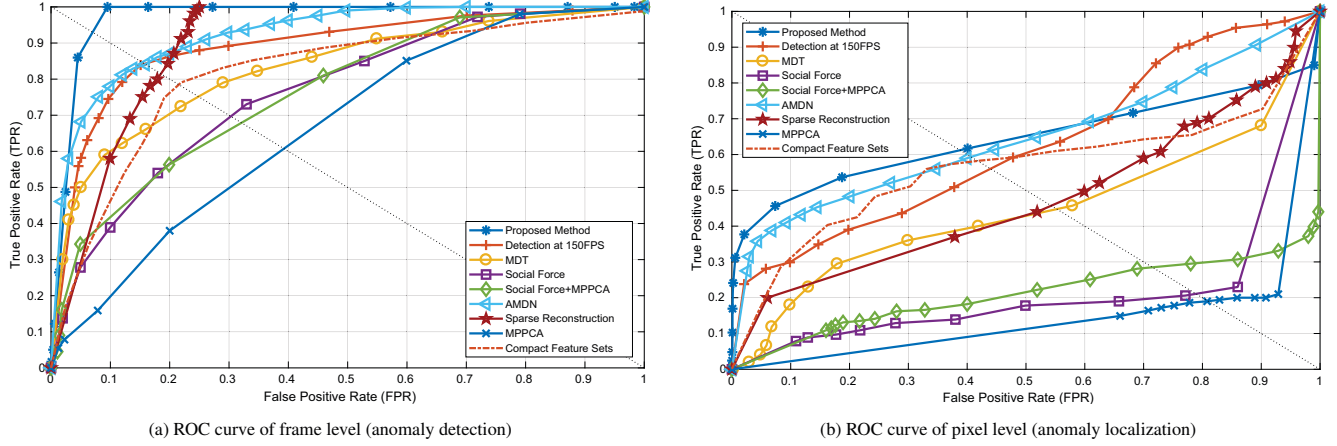 1
0.9
0.8
0.7
0.6
0.5
0.4
0.3
0.2
0.1
0
True Positive Rate (TPR)
0 0.1 0.2 0.3 0.4 0.5 0.6 0.7 0.8 0.9 1
False Positive Rate (FPR)
Proposed Method
Detection at 150FPS
MDT
Social Force
Social Force+MPPCA
AMDN
Sparse Reconstruction
MPPCA
Compact Feature Sets
(a) ROC curve of frame level (anomaly detection)
1
0.9
0.8
0.7
0.6
0.5
0.4
0.3
0.2
0.1
0
True Positive Rate (TPR)
Proposed Method
Detection at 150FPS
MDT
Social Force
Social Force+MPPCA
AMDN
Sparse Reconstruction
MPPCA
Compact Feature Sets
0 0.1 0.2 0.3 0.4 0.5 0.6 0.7 0.8 0.9 1
False Positive Rate (FPR)
(b) ROC curve of pixel level (anomaly localization)